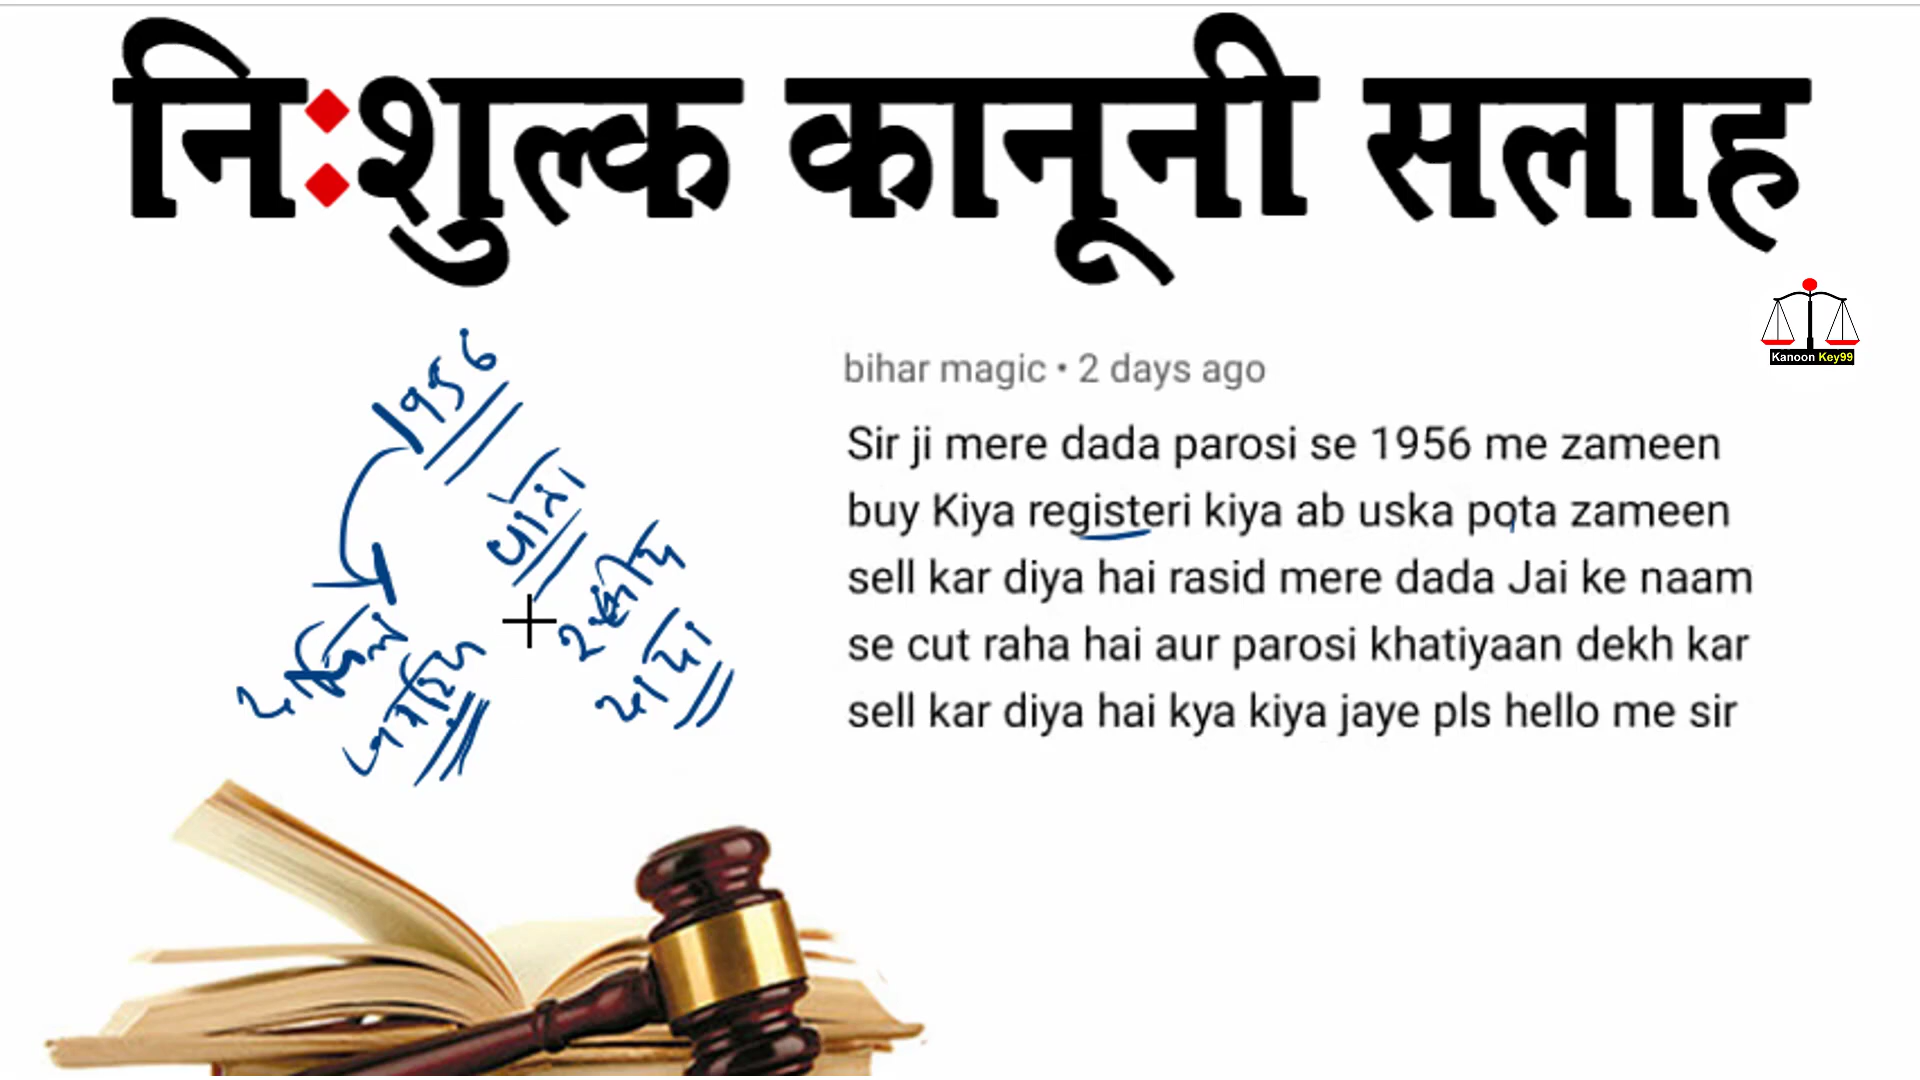 नि:शुल्क कानूनी सलाह
Kanoon Key99
bihar magic • 2 days ago
Sir ji mere dada parosi se 1956 me zameen
buy Kiya registeri kiya ab uska pota zameen
sell kar diya hai rasid mere dada Jai ke naam
se cut raha hai aur parosi khatiyaan dekh kar
sell kar diya hai kya kiya jaye pls hello me sir
1956